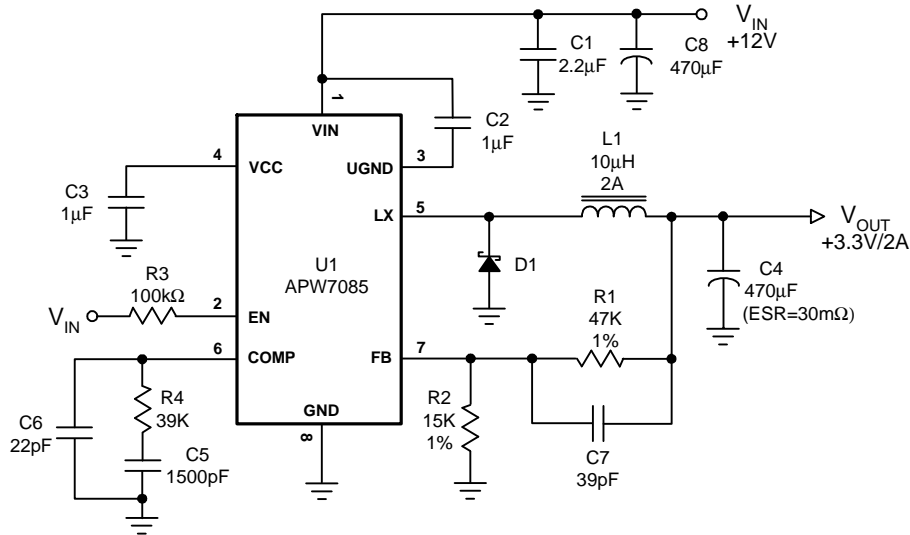 V_IN
+12V
C1
2.2μF
C8
470μF
1
VIN
C2
1μF
4
VCC
UGND
3
C3
1μF
L1
10μH
2A
LX
5
V_OUT
+3.3V/2A
D1
U1
APW7085
C4
470μF
(ESR=30mΩ)
R3
100kΩ
V_IN
2
EN
R1
47K
1%
6
COMP
FB
7
R4
39K
C6
22pF
R2
15K
1%
GND
8
C5
1500pF
C7
39pF